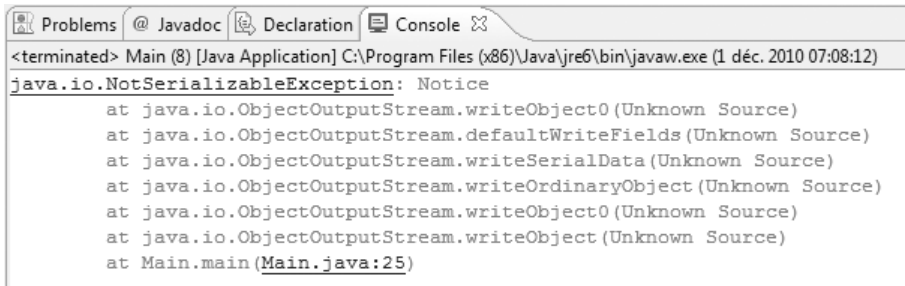 Problems @ Javadoc Declaration Console
<terminated> Main (8) [Java Application] C:\Program Files (x86)\Java\jre6\bin\javaw.exe (1 déc. 2010 07:08:12)
java.io.NotSerializableException: Notice
at java.io.ObjectOutputStream.writeObject0(Unknown Source)
at java.io.ObjectOutputStream.defaultWriteFields(Unknown Source)
at java.io.ObjectOutputStream.writeSerialData(Unknown Source)
at java.io.ObjectOutputStream.writeOrdinaryObject(Unknown Source)
at java.io.ObjectOutputStream.writeObject0(Unknown Source)
at java.io.ObjectOutputStream.writeObject(Unknown Source)
at Main.main(Main.java:25)